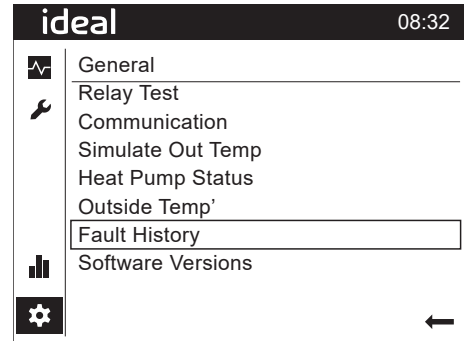 ideal
08:32
General
Relay Test
Communication
Simulate Out Temp
Heat Pump Status
Outside Temp’
Fault History
Software Versions